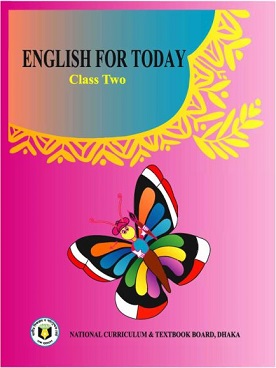 ENGLISH FOR TODAY
Class Two
NATIONAL CURRICULUM & TEXTBOOK BOARD, DHAKA